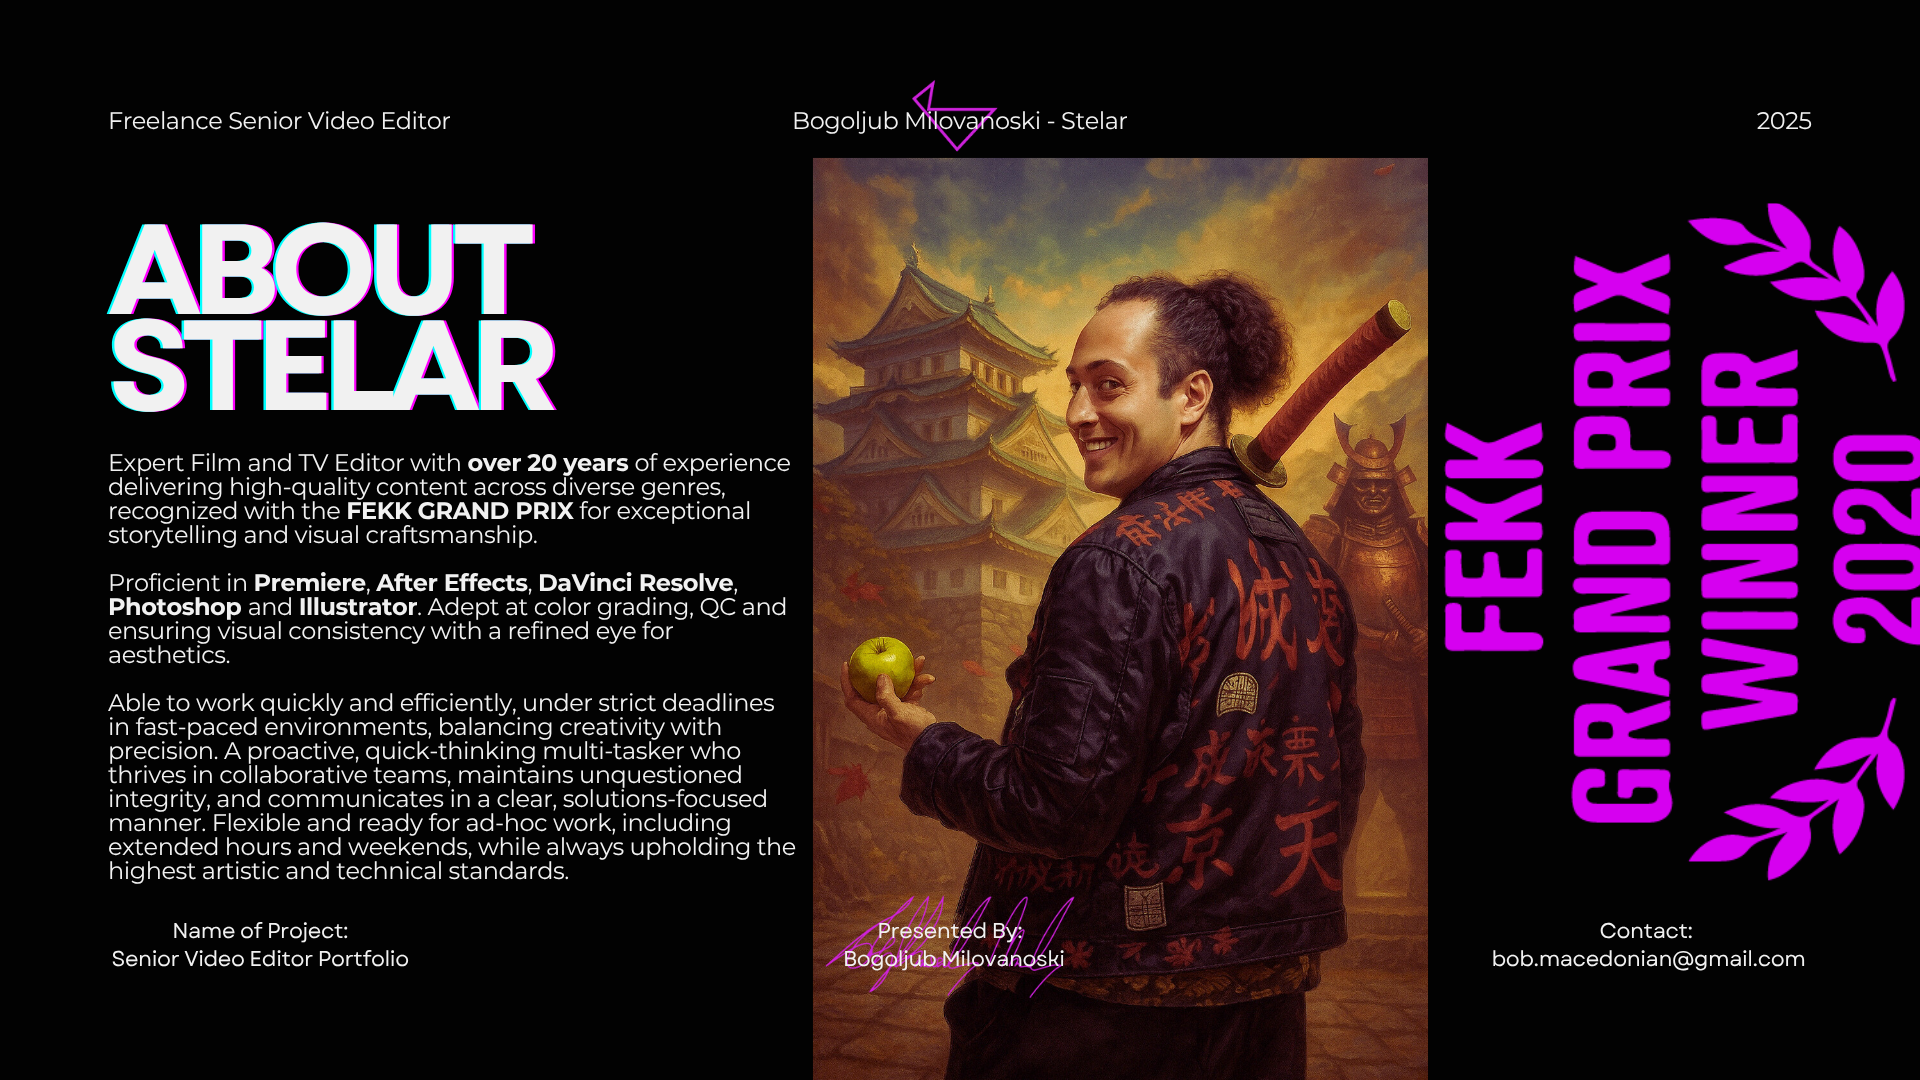 Freelance Senior Video Editor
Bogoljub Milovanoski - Stelar
2025
ABOUT
STELAR
Expert Film and TV Editor with over 20 years of experience
delivering high-quality content across diverse genres,
recognized with the FEKK GRAND PRIX for exceptional
storytelling and visual craftsmanship.
Proficient in Premiere, After Effects, DaVinci Resolve,
Photoshop and Illustrator. Adept at color grading, QC and
ensuring visual consistency with a refined eye for
aesthetics.
Able to work quickly and efficiently, under strict deadlines
in fast-paced environments, balancing creativity with
precision. A proactive, quick-thinking multi-tasker who
thrives in collaborative teams, maintains unquestioned
integrity, and communicates in a clear, solutions-focused
manner. Flexible and ready for ad-hoc work, including
extended hours and weekends, while always upholding the
highest artistic and technical standards.
京 天
FEKK
GRAND PRIX
WINNER
2020
Name of Project:
Senior Video Editor Portfolio
Presented By:
Bogoljub Milovanoski
Contact:
bob.macedonian@gmail.com